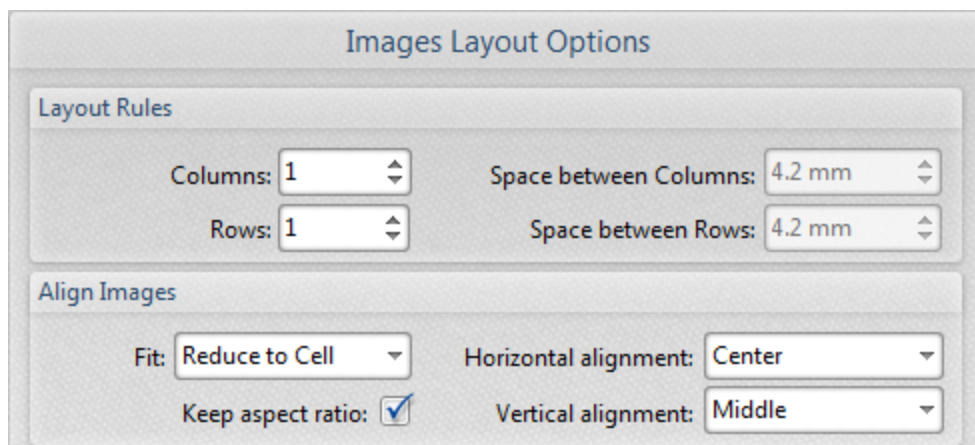 Images Layout Options
Layout Rules
Columns: 1 Space between Columns: 4.2 mm
Rows: 1 Space between Rows: 4.2 mm
Align Images
Fit: Reduce to Cell Horizontal alignment: Center
Keep aspect ratio: Vertical alignment: Middle